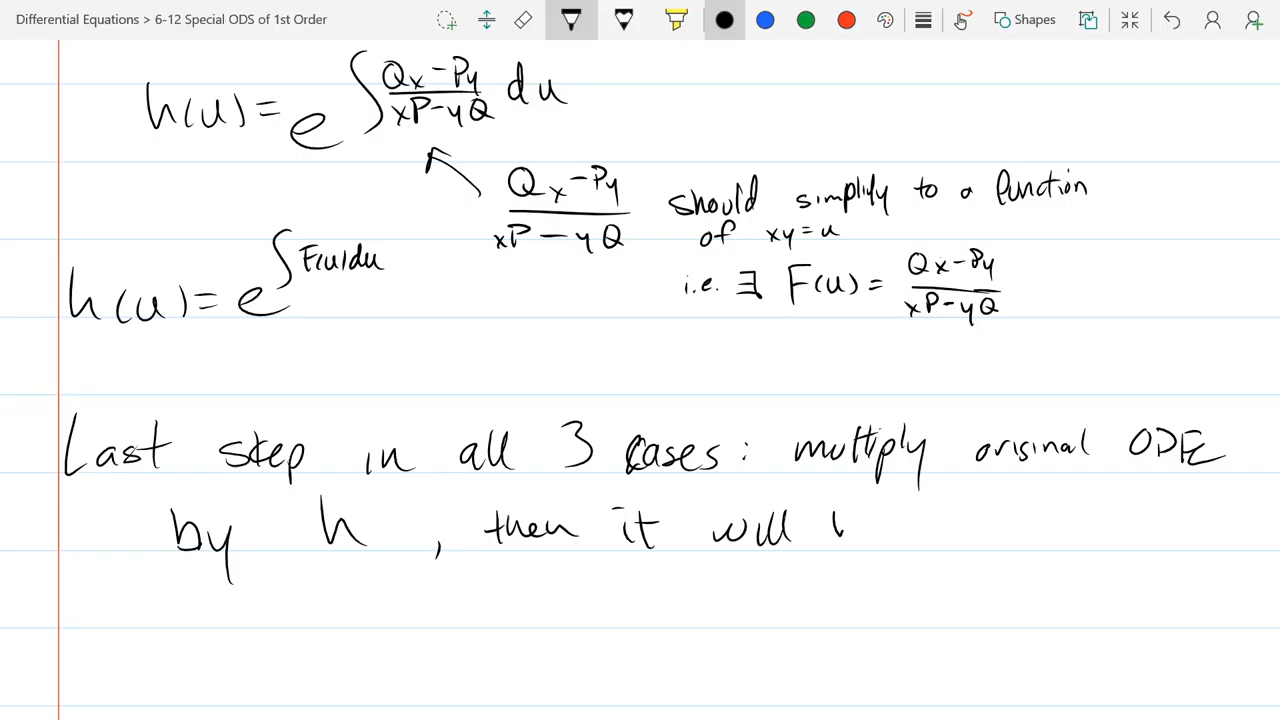 Differential Equations > 6-12 Special ODS of 1st Order
Shapes
h(u) = e^∫ (Qx - Py)/(xP - yQ) du
(Qx - Py)/(xP - yQ) should simplify to a function
of xy = u
i.e. ∃ F(u) = (Qx - Py)/(xP - yQ)
h(u) = e^∫ F(u)du
Last step in all 3 cases: multiply original ODE
by h, then it will